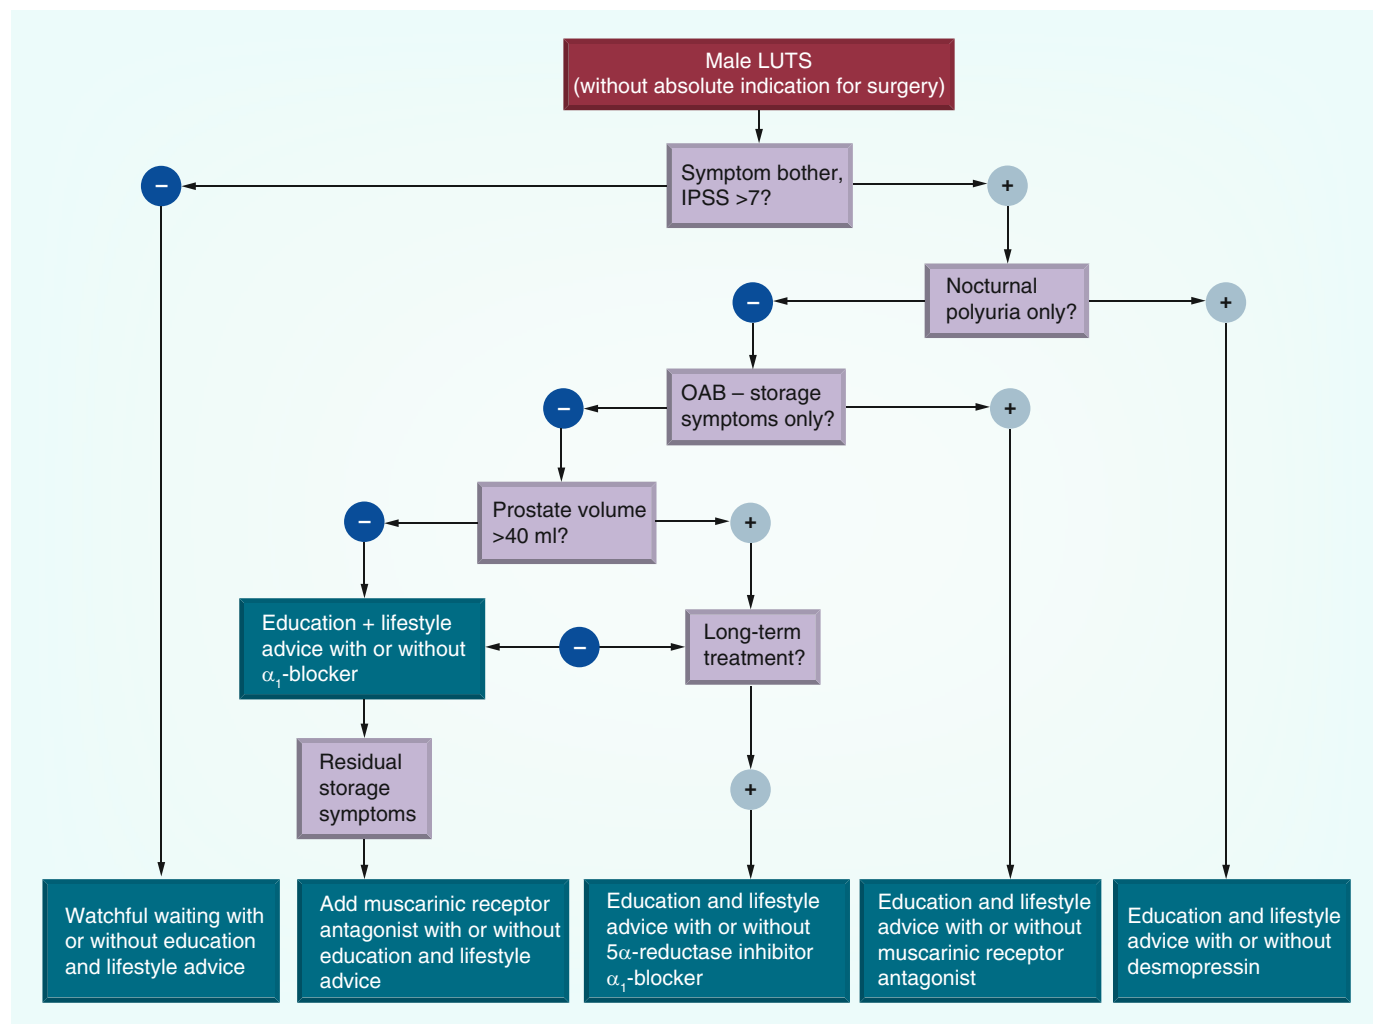 Male LUTS
(without absolute indication for surgery)
Symptom bother,
IPSS >7?
–
+
Nocturnal
polyuria only?
–
+
OAB – storage
symptoms only?
–
+
Prostate volume
>40 ml?
–
+
Education + lifestyle
advice with or without
α1-blocker
–
Long-term
treatment?
Residual
storage
symptoms
+
Watchful waiting with
or without education
and lifestyle advice
Add muscarinic receptor
antagonist with or without
education and lifestyle
advice
Education and lifestyle
advice with or without
5α-reductase inhibitor
α1-blocker
Education and lifestyle
advice with or without
muscarinic receptor
antagonist
Education and lifestyle
advice with or without
desmopressin